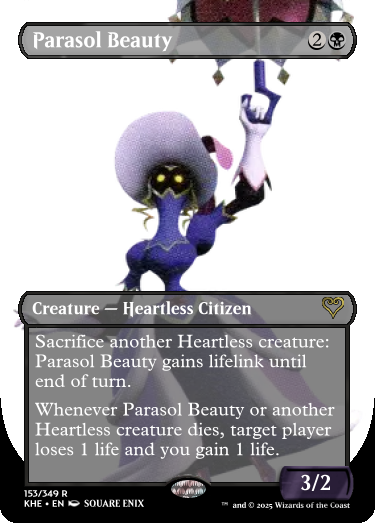 Parasol Beauty 2
Creature — Heartless Citizen
Sacrifice another Heartless creature:
Parasol Beauty gains lifelink until
end of turn.
Whenever Parasol Beauty or another
Heartless creature dies, target player
loses 1 life and you gain 1 life.
3/2
153/349 R
KHE • EN SQUARE ENIX
™ and © 2025 Wizards of the Coast